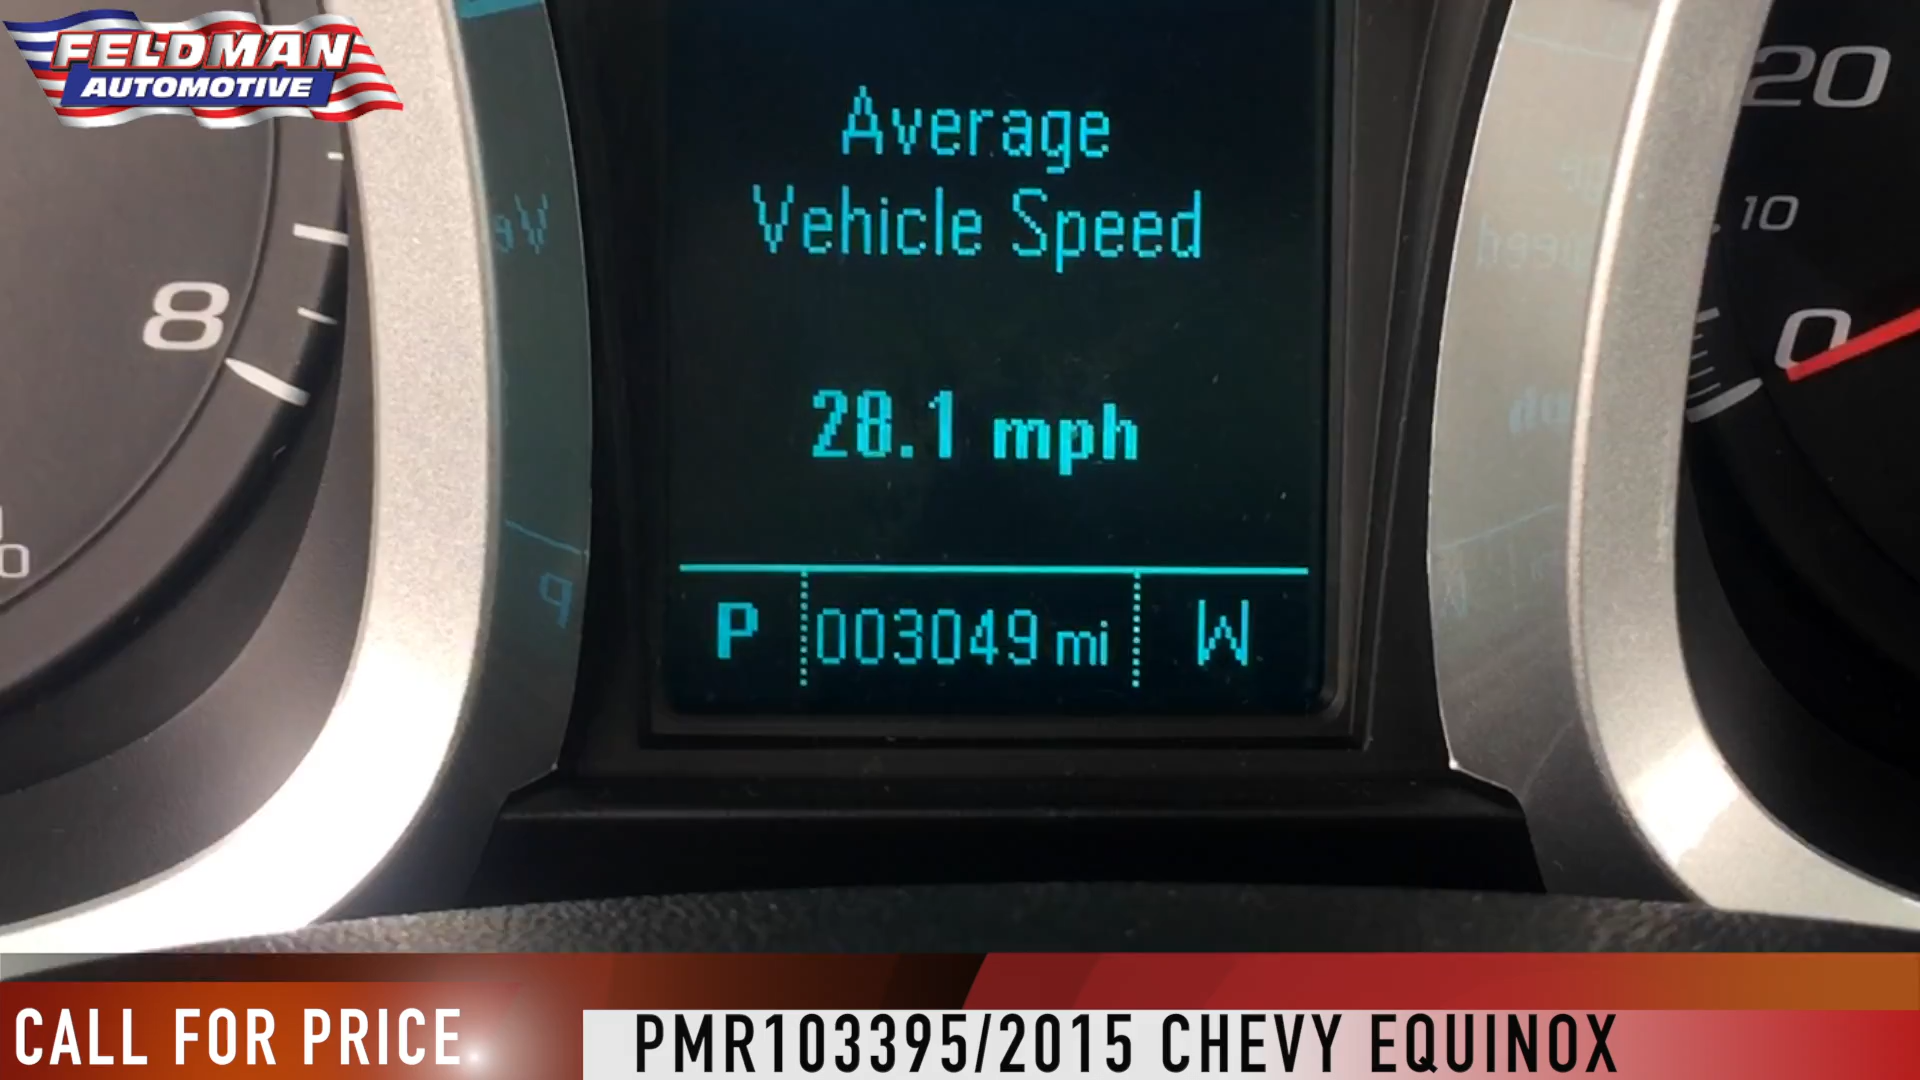 FELDMAN
AUTOMOTIVE
Average
Vehicle Speed
28.1 mph
P 003049 mi W
8
20
10
0
CALL FOR PRICE.
PMR103395/2015 CHEVY EQUINOX